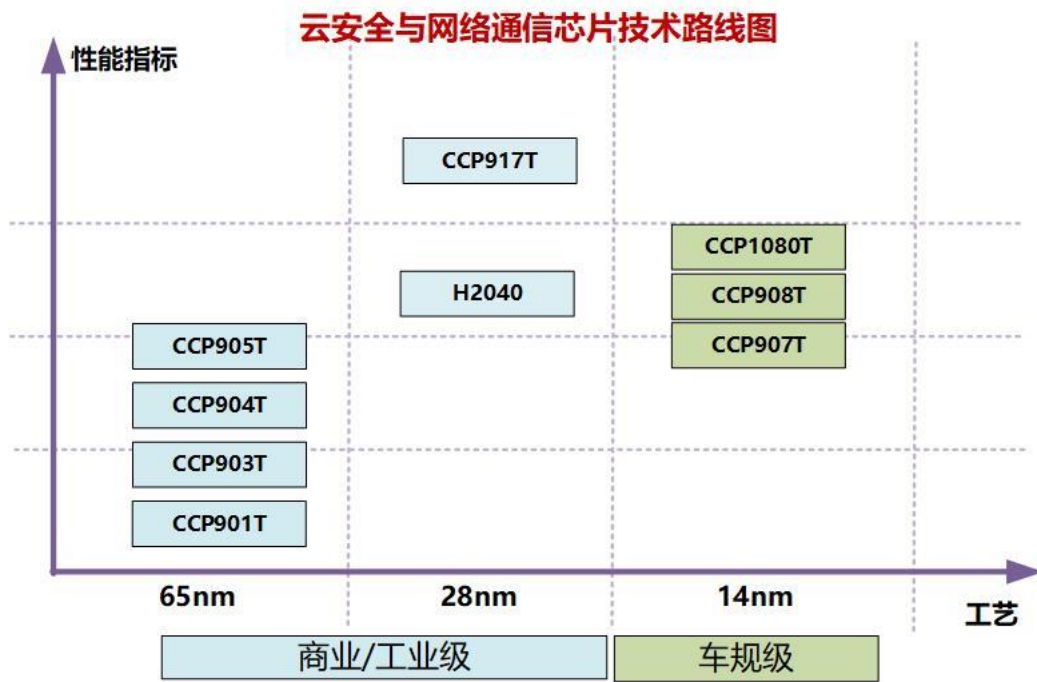 云安全与网络通信芯片技术路线图
性能指标
CCP917T
CCP1080T
H2040
CCP908T
CCP905T
CCP907T
CCP904T
CCP903T
CCP901T
65nm
28nm
14nm
工艺
商业/工业级
车规级